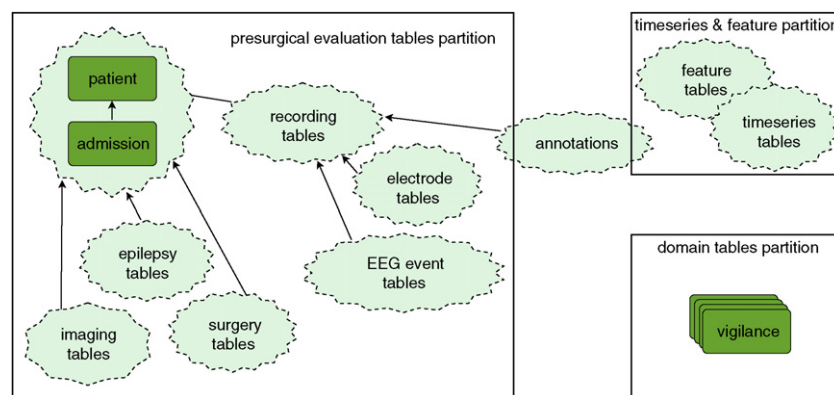 presurgical evaluation tables partition
patient
admission
recording
tables
electrode
tables
EEG event
tables
epilepsy
tables
imaging
tables
surgery
tables
annotations
timeseries & feature partition
feature
tables
timeseries
tables
domain tables partition
vigilance